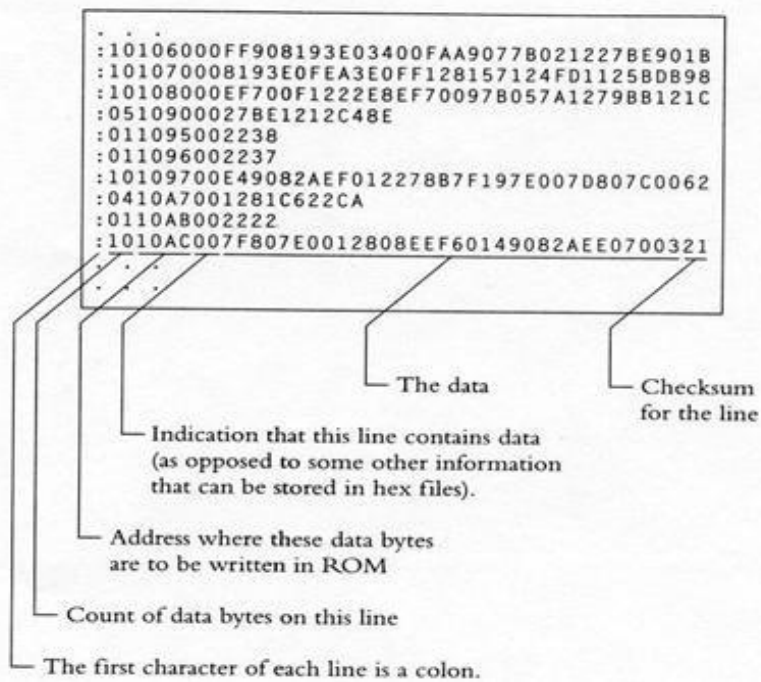 . . .
:10106000FF908193E03400FAA9077B021227BE901B
:101070008193E0FEA3E0FF128157124FD1125BDB98
:10108000EF700F1222E8EF70097B057A1279BB121C
:0510900027BE1212C48E
:011095002238
:011096002237
:10109700E49082AEF012278B7F197E007D807C0062
:0410A7001281C622CA
:0110AB002222
:1010AC007F807E0012808EEF60149082AEE0700321
. . .
. . .
The data
Checksum
for the line
Indication that this line contains data
(as opposed to some other information
that can be stored in hex files).
Address where these data bytes
are to be written in ROM
Count of data bytes on this line
The first character of each line is a colon.